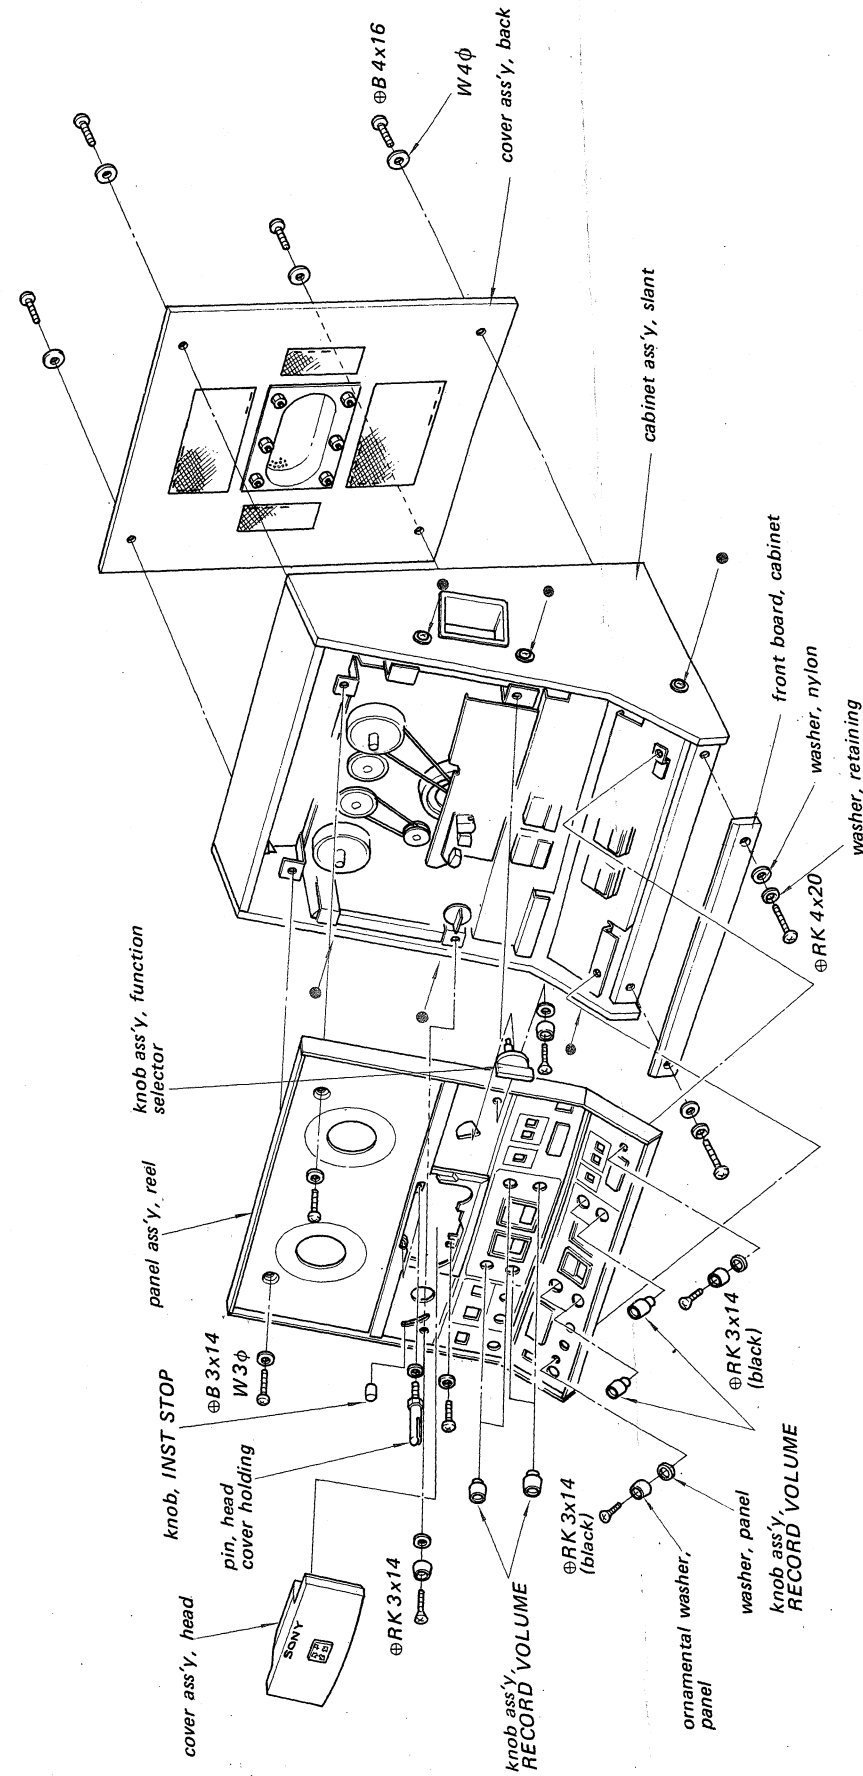 cover ass'y, head
SONY
pin, head
cover holding
knob, INST STOP
⊕B 3x14
W 3ϕ
panel ass'y, reel
knob ass'y, function
selector
⊕RK 3x14
knob ass'y,
RECORD VOLUME
⊕RK 3x14
(black)
ornamental washer,
panel
washer, panel
knob ass'y,
RECORD VOLUME
⊕RK 3x14
(black)
⊕RK 4x20
washer, retaining
washer, nylon
front board, cabinet
cabinet ass'y, slant
cover ass'y, back
W 4ϕ
⊕B 4x16